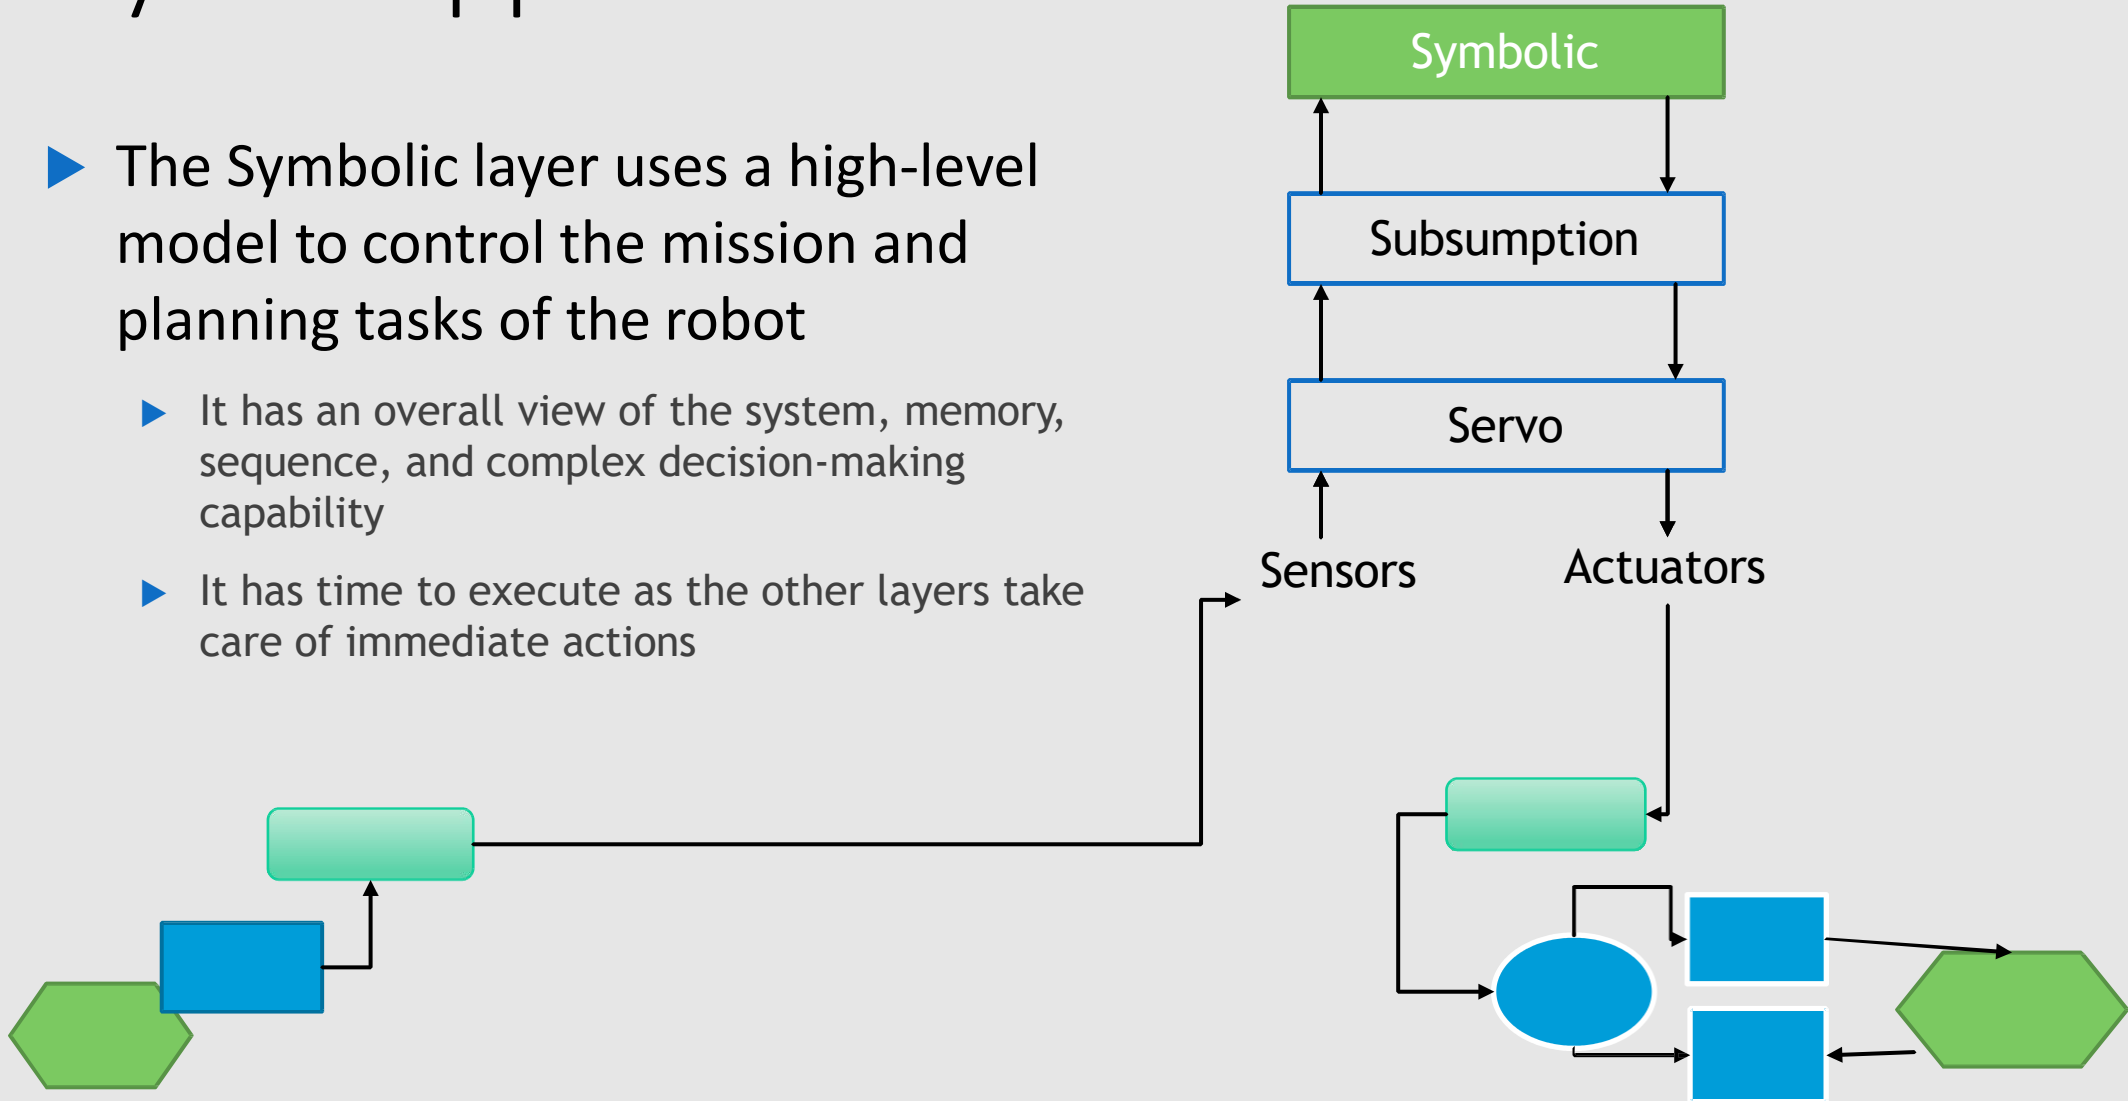 The Symbolic layer uses a high-level
model to control the mission and
planning tasks of the robot
It has an overall view of the system, memory,
sequence, and complex decision-making
capability
It has time to execute as the other layers take
care of immediate actions
Symbolic
Subsumption
Servo
Sensors
Actuators